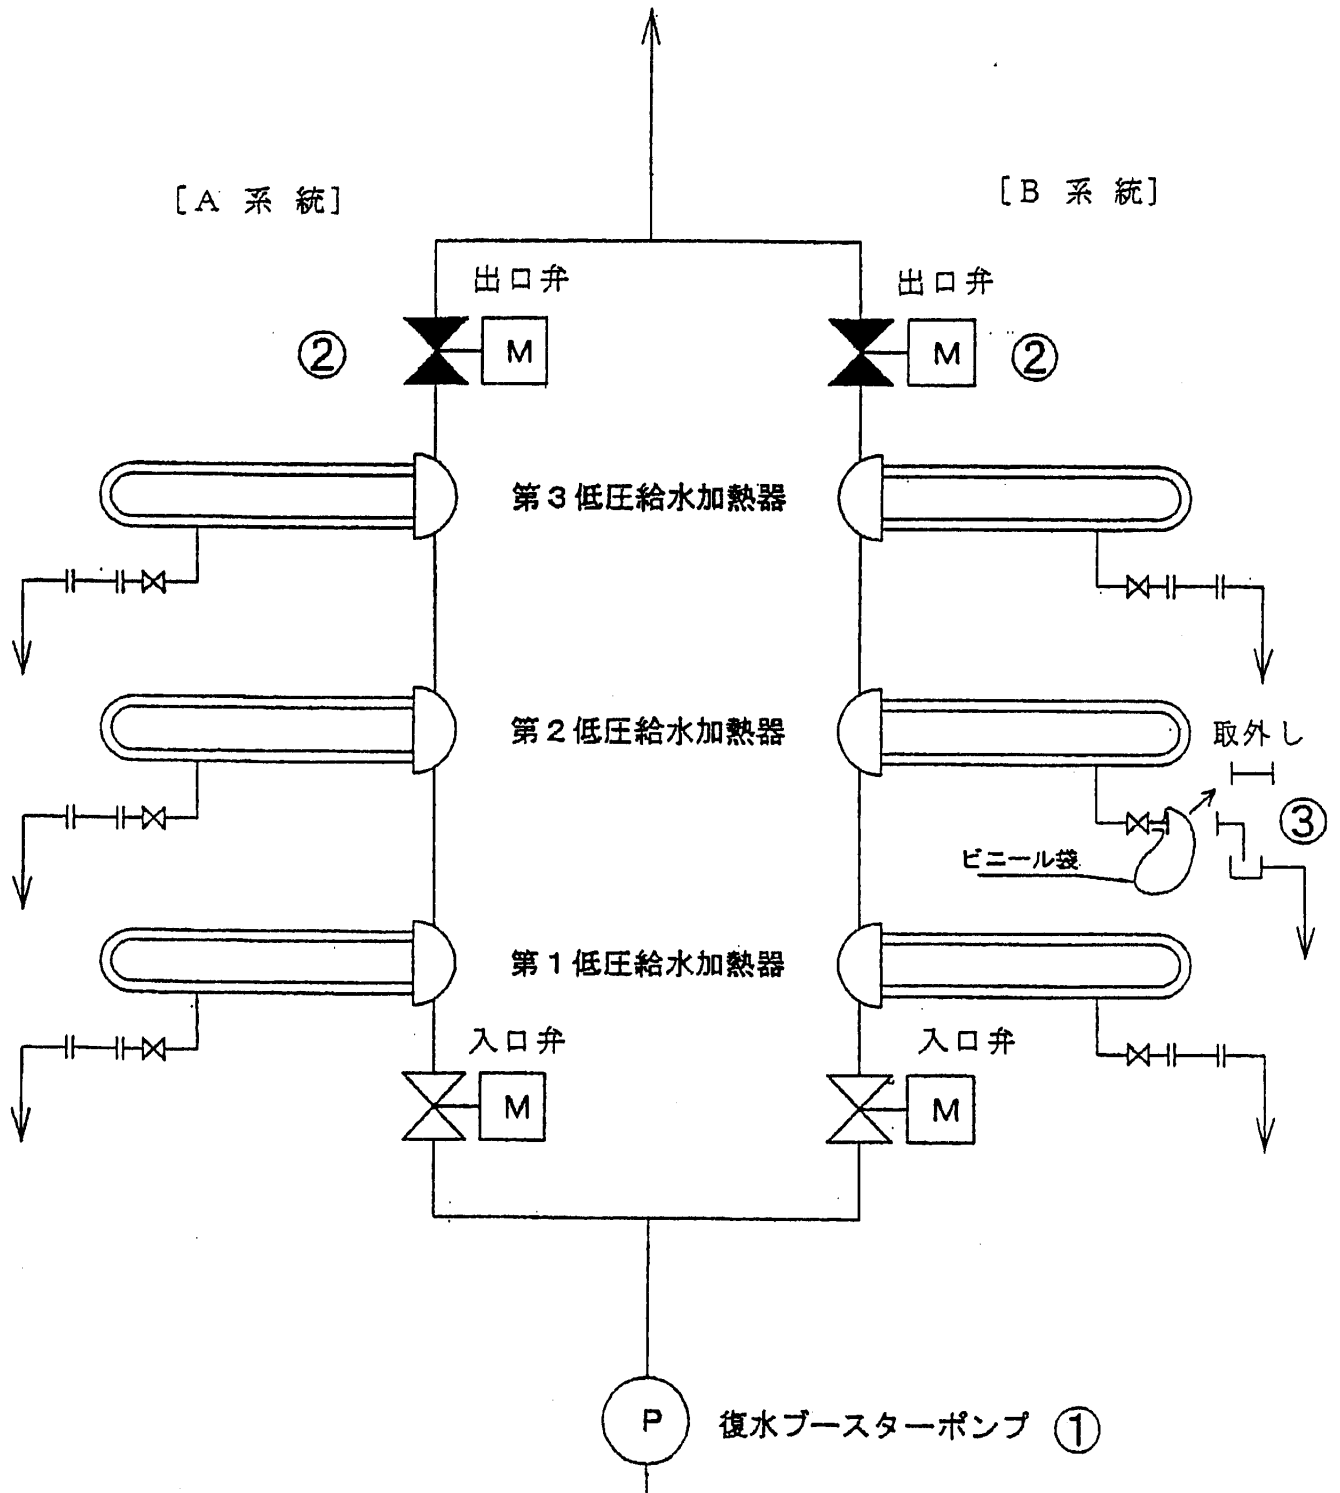 [A 系 統]
[B 系 統]
出口弁
出口弁
②
M
M
②
第3低圧給水加熱器
第2低圧給水加熱器
取外し
③
ビニール袋
第1低圧給水加熱器
入口弁
入口弁
M
M
P
復水ブースターポンプ ①